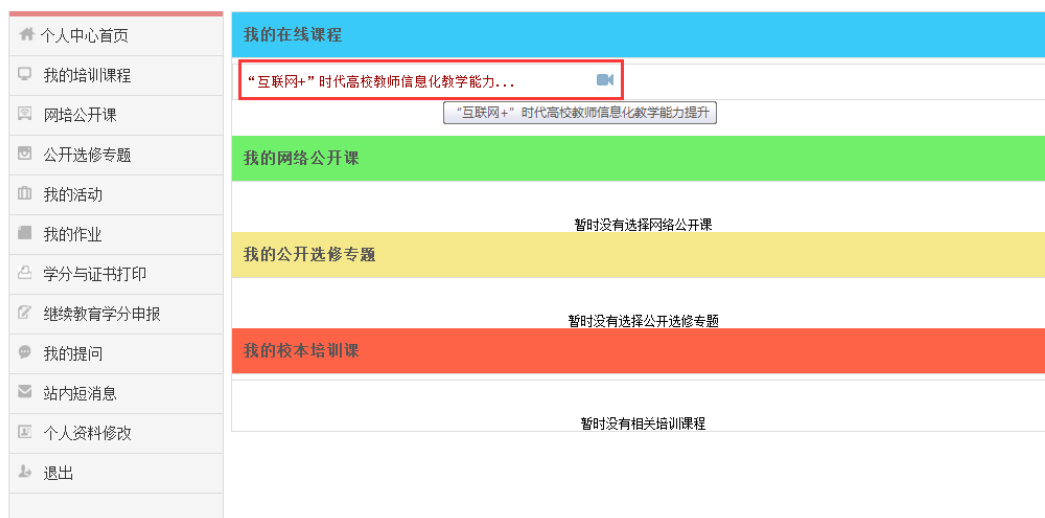 个人中心首页
我的培训课程
网培公开课
公开选修专题
我的活动
我的作业
学分与证书打印
继续教育学分申报
我的提问
站内短消息
个人资料修改
退出
我的在线课程
“互联网+”时代高校教师信息化教学能力...
“互联网+”时代高校教师信息化教学能力提升
我的网络公开课
暂时没有选择网络公开课
我的公开选修专题
暂时没有选择公开选修专题
我的校本培训课
暂时没有相关培训课程